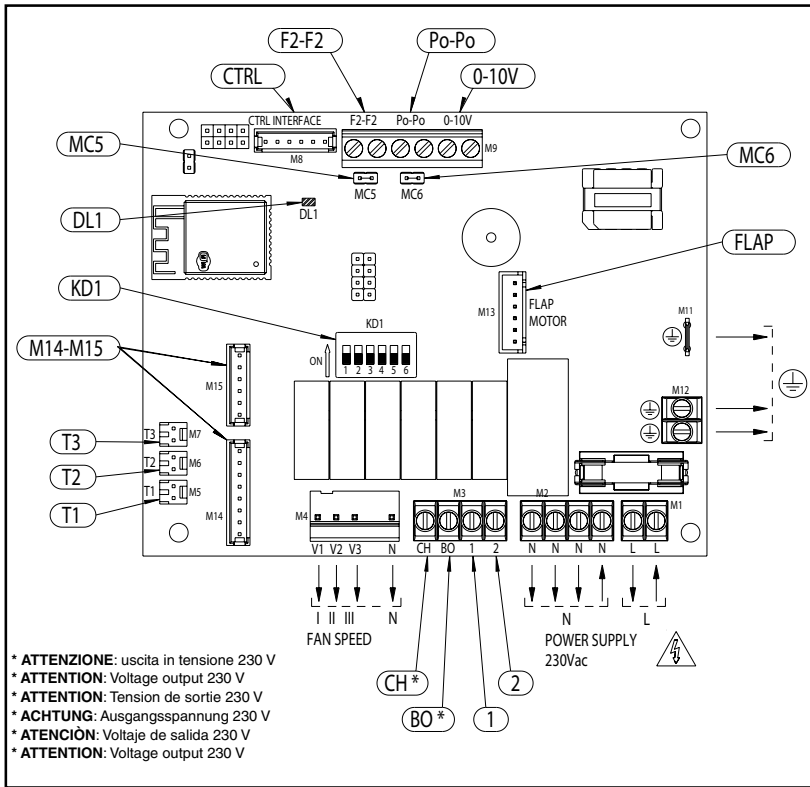 F2-F2
Po-Po
CTRL
0-10V
CTRL INTERFACE
F2-F2
Po-Po
0-10V
M8
M9
MC5
MC5
MC6
MC6
DL1
DL1
FLAP
M13
FLAP
MOTOR
KD1
KD1
ON
1 2 3 4 5 6
M11
M14-M15
M15
M12
T3
T3
M7
T2
T2
M6
T1
T1
M5
M14
M4
V1 V2 V3 N
M3
CH BO 1 2
M2
N N N N
M1
L L
I II III N
FAN SPEED
N
L
POWER SUPPLY
230Vac
CH *
2
BO *
1
* ATTENZIONE: uscita in tensione 230 V
* ATTENTION: Voltage output 230 V
* ATTENTION: Tension de sortie 230 V
* ACHTUNG: Ausgangsspannung 230 V
* ATENCIÒN: Voltaje de salida 230 V
* ATTENTION: Voltage output 230 V